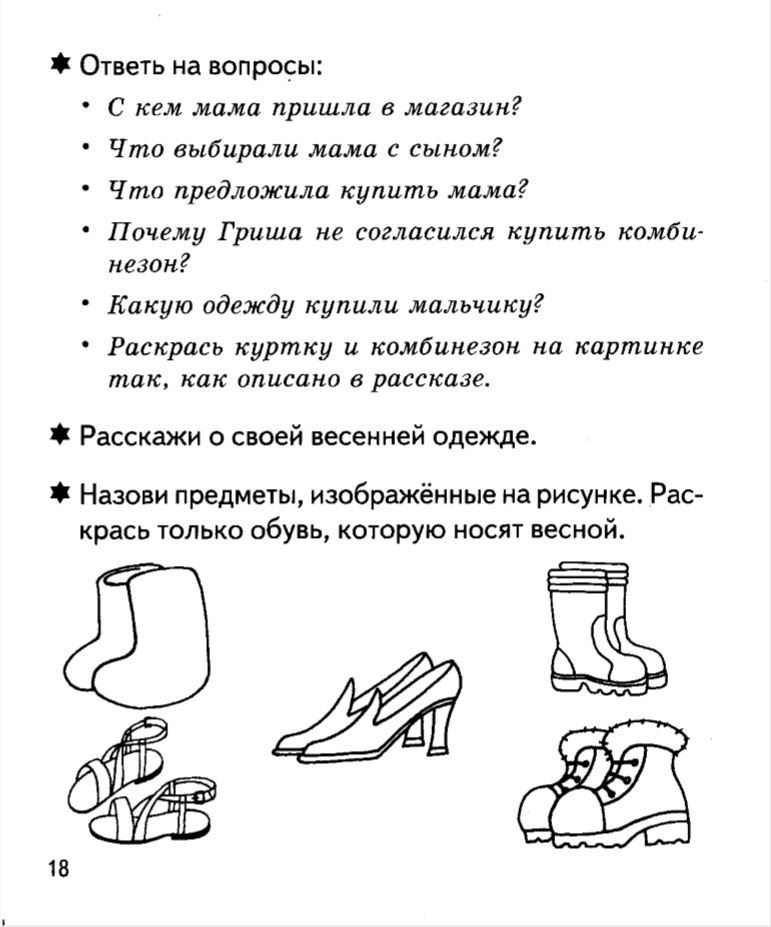 ✶ Ответь на вопросы:
• С кем мама пришла в магазин?
• Что выбирали мама с сыном?
• Что предложила купить мама?
• Почему Гриша не согласился купить комби-
незон?
• Какую одежду купили мальчику?
• Раскрась куртку и комбинезон на картинке
так, как описано в рассказе.
✶ Расскажи о своей весенней одежде.
✶ Назови предметы, изображённые на рисунке. Рас-
крась только обувь, которую носят весной.
18